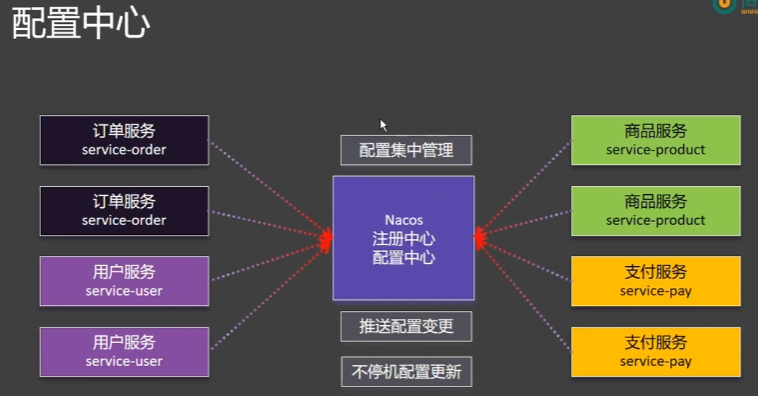 配置中心
订单服务
service-order
订单服务
service-order
用户服务
service-user
用户服务
service-user
配置集中管理
Nacos
注册中心
配置中心
推送配置变更
不停机配置更新
商品服务
service-product
商品服务
service-product
支付服务
service-pay
支付服务
service-pay